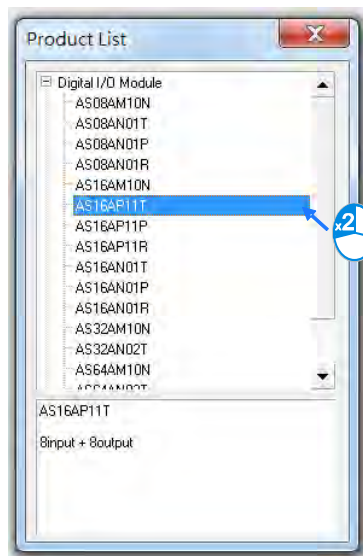 Product List
Digital I/O Module
AS08AM10N
AS08AN01T
AS08AN01P
AS08AN01R
AS16AM10N
AS16AP11T
AS16AP11P
AS16AP11R
AS16AN01T
AS16AN01P
AS16AN01R
AS32AM10N
AS32AN02T
AS64AM10N
AS64AN02T
AS16AP11T
8input + 8output
x2